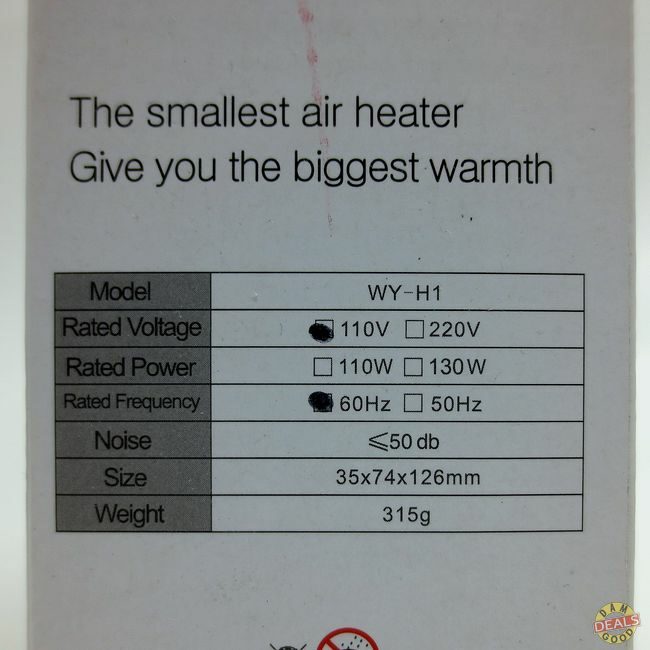 The smallest air heater
Give you the biggest warmth
Model WY-H1
Rated Voltage 110V 220V
Rated Power 110W 130W
Rated Frequency 60Hz 50Hz
Noise ⩽50 db
Size 35x74x126mm
Weight 315g
DAM
DEALS
GOOD